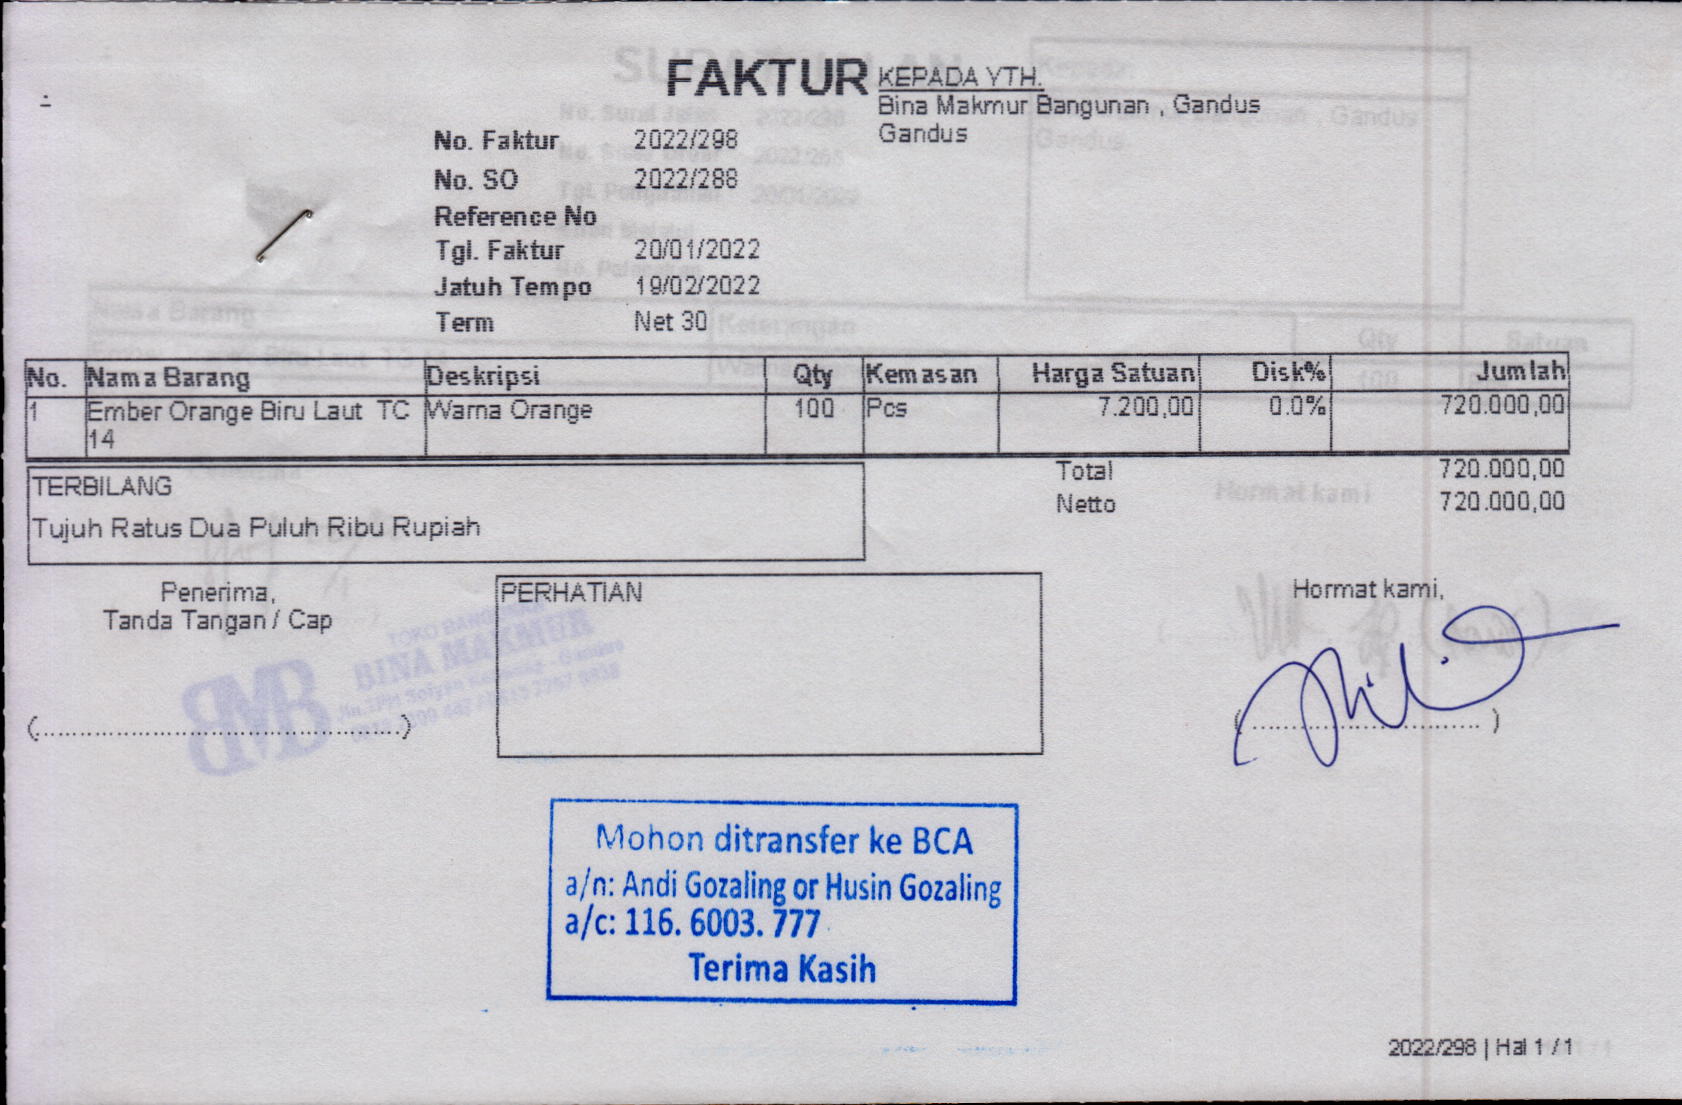 FAKTUR
KEPADA YTH.
Bina Makmur Bangunan , Gandus
Gandus
No. Faktur 2022/298
No. SO 2022/288
Reference No
Tgl. Faktur 20/01/2022
Jatuh Tempo 19/02/2022
Term Net 30
No. Nama Barang Deskripsi Qty Kemasan Harga Satuan Disk% Jumlah
1 Ember Orange Biru Laut TC Warna Orange 100 Pcs 7.200,00 0.0% 720.000,00
14
Total 720.000,00
Netto 720.000,00
TERBILANG
Tujuh Ratus Dua Puluh Ribu Rupiah
Penerima,
Tanda Tangan / Cap
(............................................................)
TOKO BANGUNAN
BINA MAKMUR
BMB
PERHATIAN
Hormat kami,
(.......................................)
Mohon ditransfer ke BCA
a/n: Andi Gozaling or Husin Gozaling
a/c: 116. 6003. 777
Terima Kasih
2022/298 | Hal 1 / 1